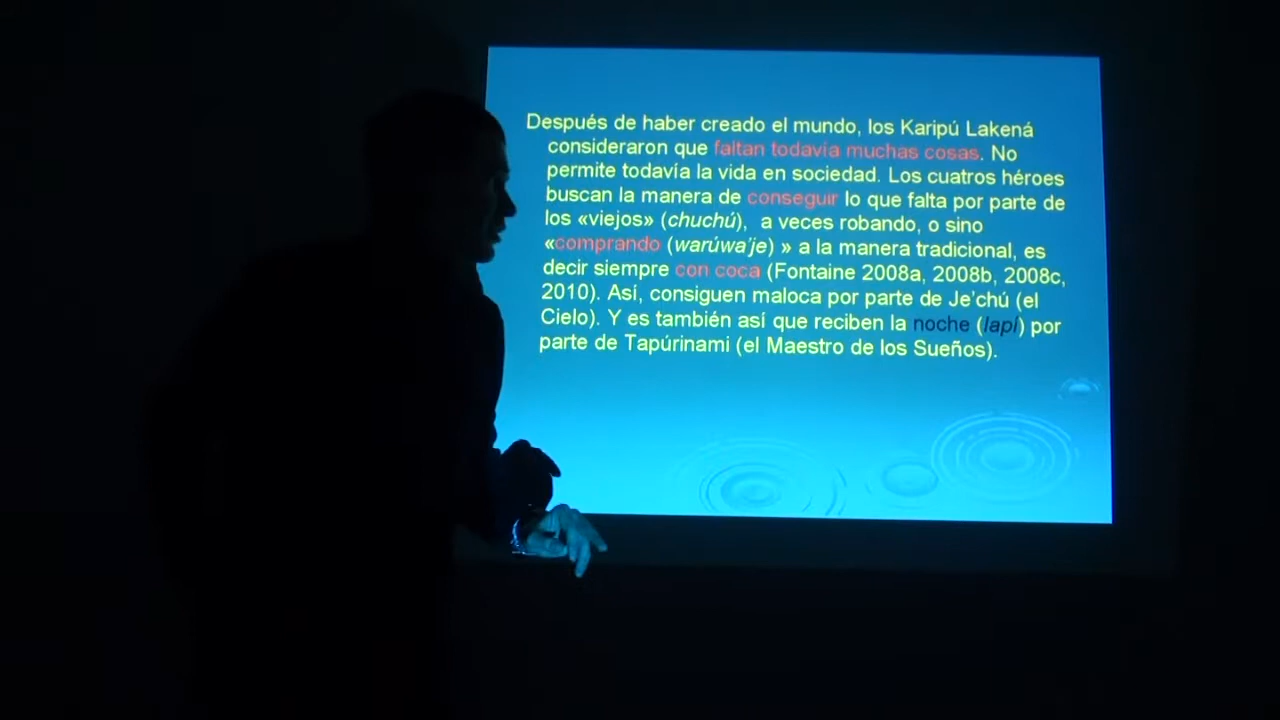 Después de haber creado el mundo, los Karipú Lakená
consideraron que faltan todavía muchas cosas. No
permite todavía la vida en sociedad. Los cuatros héroes
buscan la manera de conseguir lo que falta por parte de
los «viejos» (chuchú), a veces robando, o sino
«comprando (warúwa'je) » a la manera tradicional, es
decir siempre con coca (Fontaine 2008a, 2008b, 2008c,
2010). Así, consiguen maloca por parte de Je'chú (el
Cielo). Y es también así que reciben la noche (lapí) por
parte de Tapúrinami (el Maestro de los Sueños).